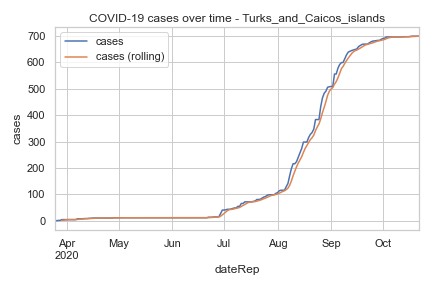 COVID-19 cases over time - Turks_and_Caicos_islands
cases
cases (rolling)
cases
700
600
500
400
300
200
100
0
Apr May Jun Jul Aug Sep Oct
2020
dateRep